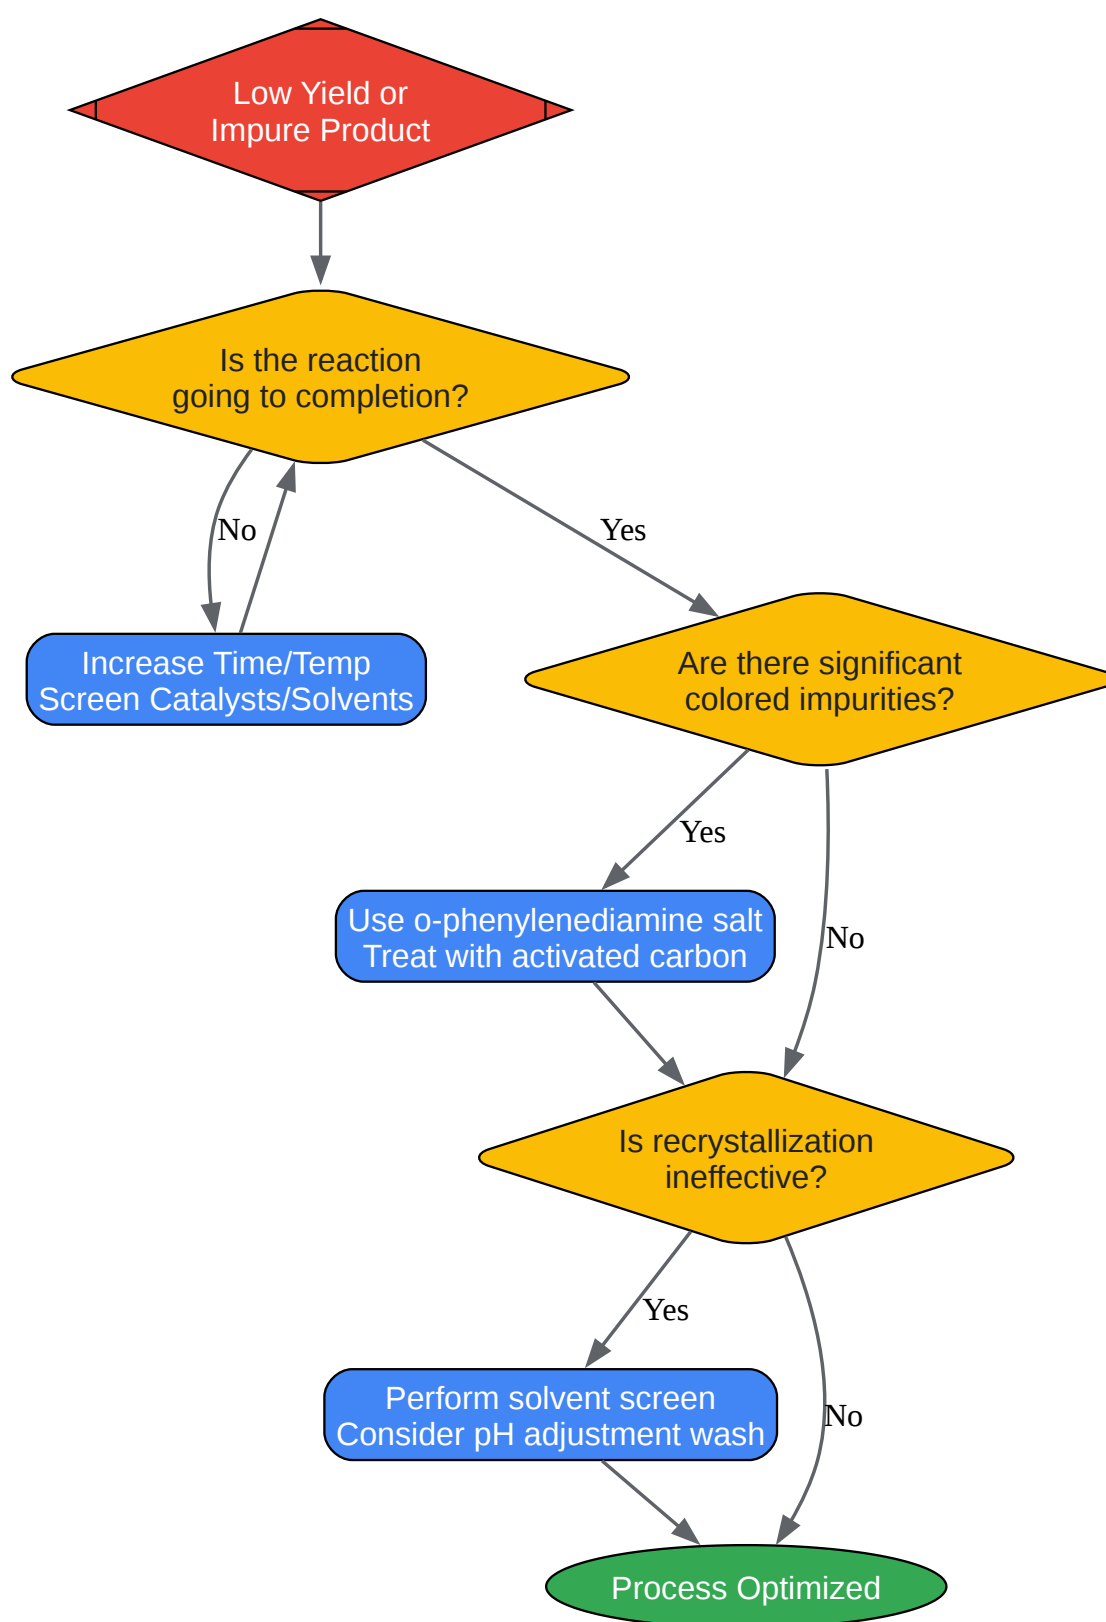 Low Yield or
Impure Product
Is the reaction
going to completion?
No
Yes
Increase Time/Temp
Screen Catalysts/Solvents
Are there significant
colored impurities?
Yes
Use o-phenylenediamine salt
Treat with activated carbon
No
Is recrystallization
ineffective?
Yes
Perform solvent screen
Consider pH adjustment wash
No
Process Optimized